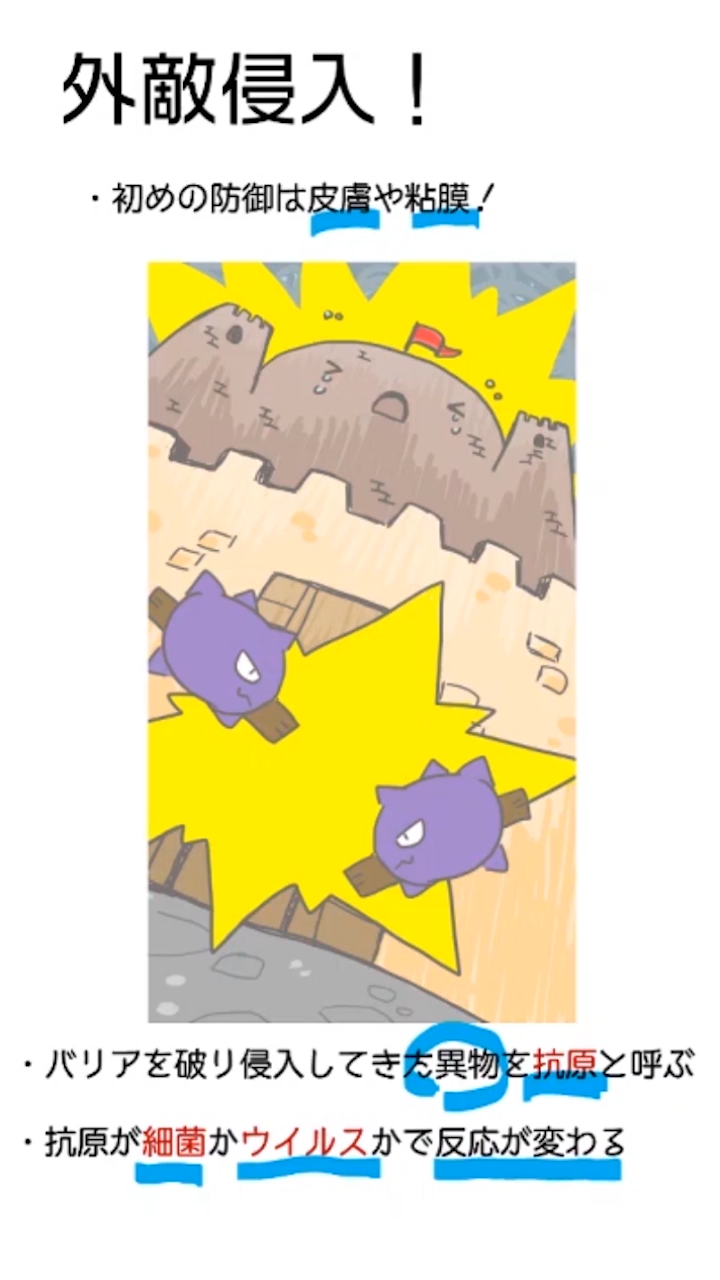 外敵侵入！
・初めの防御は皮膚や粘膜！
・バリアを破り侵入してきた異物を抗原と呼ぶ
・抗原が細菌かウイルスかで反応が変わる